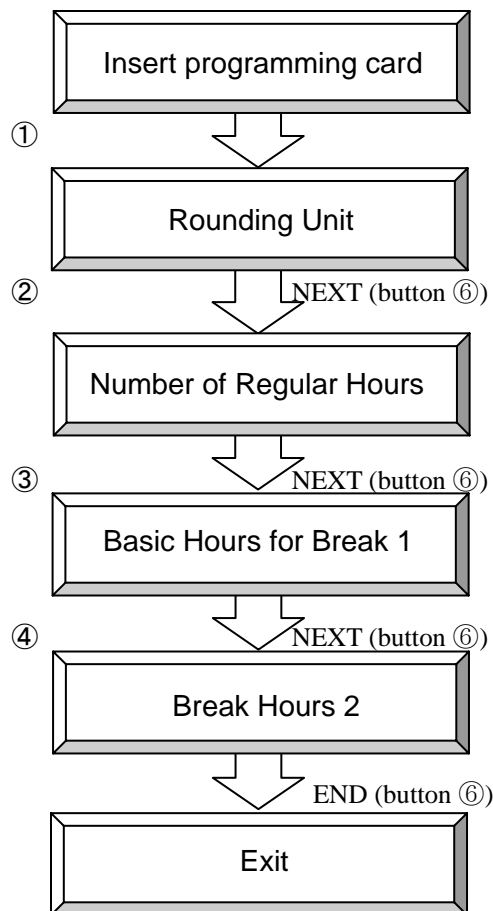 Insert programming card
①
Rounding Unit
② NEXT (button ⑥)
Number of Regular Hours
③ NEXT (button ⑥)
Basic Hours for Break 1
④ NEXT (button ⑥)
Break Hours 2
END (button ⑥)
Exit